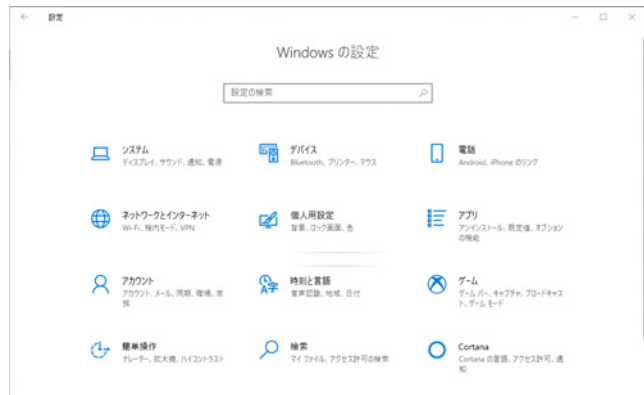 設定
Windows の設定
設定の検索
システム
ディスプレイ、サウンド、通知、電源
デバイス
Bluetooth、プリンター、マウス
電話
Android、iPhone のリンク
ネットワークとインターネット
Wi-Fi、機内モード、VPN
個人用設定
背景、ロック画面、色
アプリ
アンインストール、既定値、オプション
の機能
アカウント
アカウント、メール、同期、職場、家
族
時刻と言語
音声認識、地域、日付
ゲーム
ゲーム バー、キャプチャ、ブロードキャス
ト、ゲーム モード
簡単操作
ナレーター、拡大鏡、ハイコントラスト
検索
マイ ファイル、アクセス許可の検索
Cortana
Cortana の言語、アクセス許可、通
知